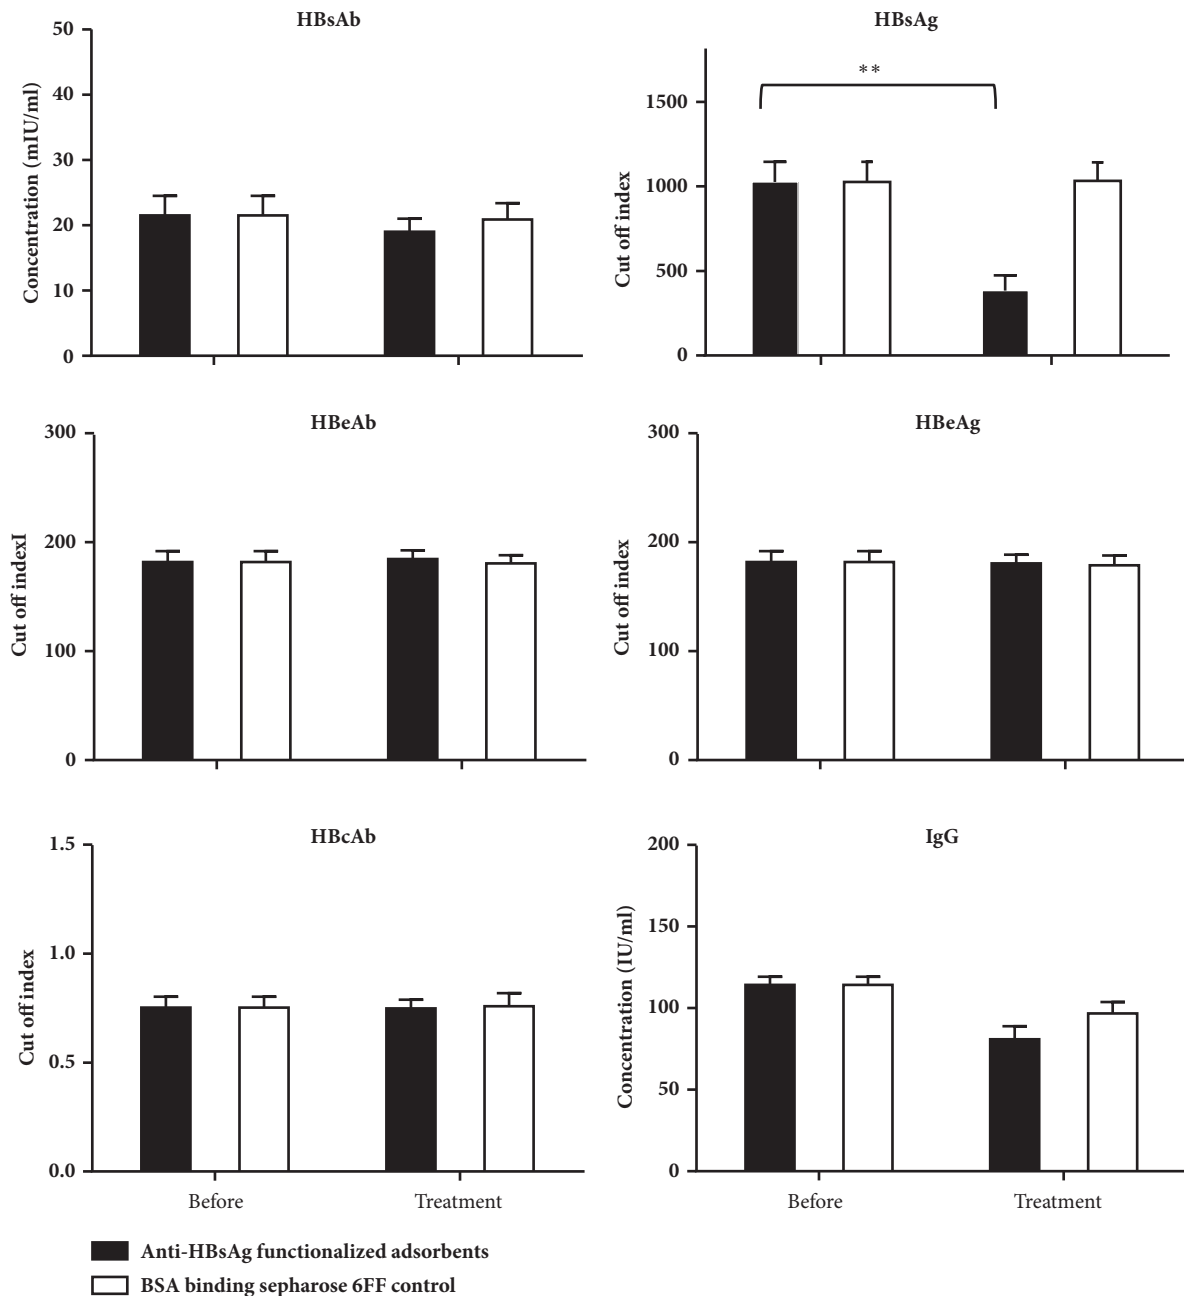 HBsAb
50
40
30
20
10
0
Concentration (mIU/ml)
HBsAg
**
1500
1000
500
0
Cut off index
HBeAb
300
200
100
0
Cut off indexI
HBeAg
300
200
100
0
Cut off index
HBcAb
1.5
1.0
0.5
0.0
Cut off index
Before Treatment
IgG
200
150
100
50
0
Concentration (IU/ml)
Before Treatment
Anti-HBsAg functionalized adsorbents
BSA binding sepharose 6FF control